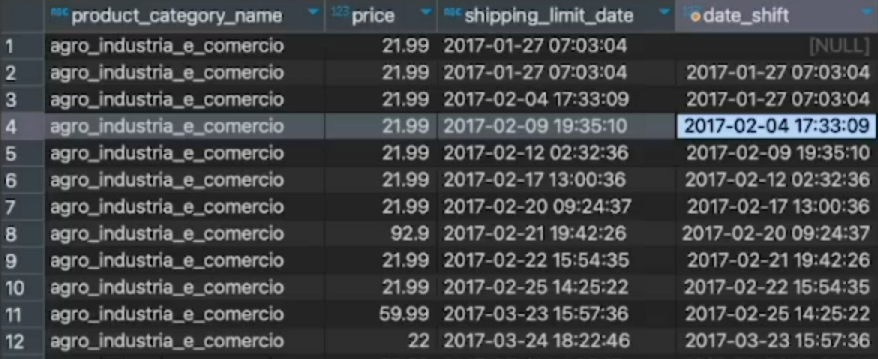 ABC product_category_name 123 price ABC shipping_limit_date 123 date_shift
1 agro_industria_e_comercio 21.99 2017-01-27 07:03:04 [NULL]
2 agro_industria_e_comercio 21.99 2017-01-27 07:03:04 2017-01-27 07:03:04
3 agro_industria_e_comercio 21.99 2017-02-04 17:33:09 2017-01-27 07:03:04
4 agro_industria_e_comercio 21.99 2017-02-09 19:35:10 2017-02-04 17:33:09
5 agro_industria_e_comercio 21.99 2017-02-12 02:32:36 2017-02-09 19:35:10
6 agro_industria_e_comercio 21.99 2017-02-17 13:00:36 2017-02-12 02:32:36
7 agro_industria_e_comercio 21.99 2017-02-20 09:24:37 2017-02-17 13:00:36
8 agro_industria_e_comercio 92.9 2017-02-21 19:42:26 2017-02-20 09:24:37
9 agro_industria_e_comercio 21.99 2017-02-22 15:54:35 2017-02-21 19:42:26
10 agro_industria_e_comercio 21.99 2017-02-25 14:25:22 2017-02-22 15:54:35
11 agro_industria_e_comercio 59.99 2017-03-23 15:57:36 2017-02-25 14:25:22
12 agro_industria_e_comercio 22 2017-03-24 18:22:46 2017-03-23 15:57:36